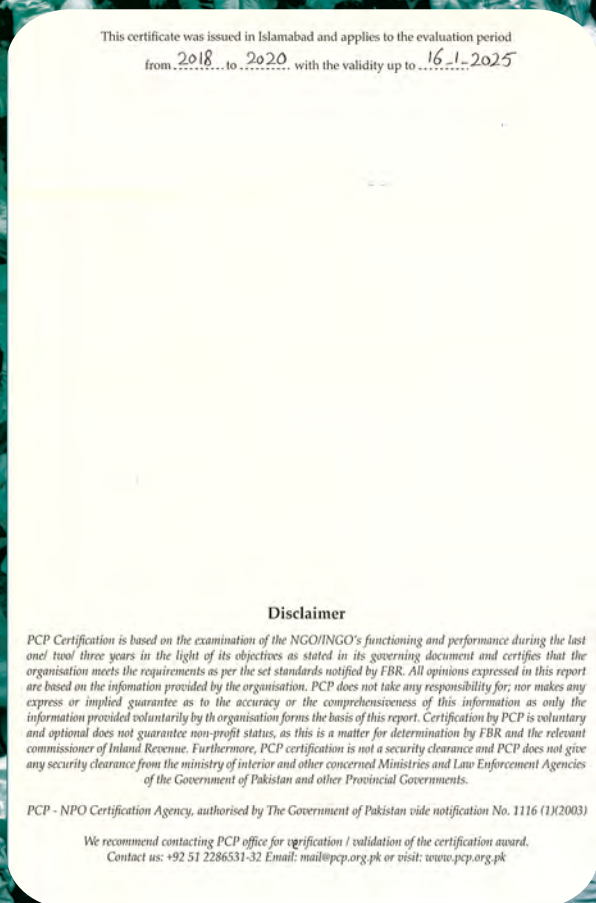 This certificate was issued in Islamabad and applies to the evaluation period
from 2018 to 2020 with the validity up to 16-1-2025
Disclaimer
PCP Certification is based on the examination of the NGO/INGO's functioning and performance during the last
one/ two/ three years in the light of its objectives as stated in its governing document and certifies that the
organisation meets the requirements as per the set standards notified by FBR. All opinions expressed in this report
are based on the infomation provided by the organisation. PCP does not take any responsibility for; nor makes any
express or implied guarantee as to the accuracy or the comprehensiveness of this information as only the
information provided voluntarily by th organisation forms the basis of this report. Certification by PCP is voluntary
and optional does not guarantee non-profit status, as this is a matter for determination by FBR and the relevant
commissioner of Inland Revenue. Furthermore, PCP certification is not a security clearance and PCP does not give
any security clearance from the ministry of interior and other concerned Ministries and Law Enforcement Agencies
of the Government of Pakistan and other Provincial Governments.
PCP - NPO Certification Agency, authorised by The Government of Pakistan vide notification No. 1116 (1)(2003)
We recommend contacting PCP office for verification / validation of the certification award.
Contact us: +92 51 2286531-32 Email: mail@pcp.org.pk or visit: www.pcp.org.pk